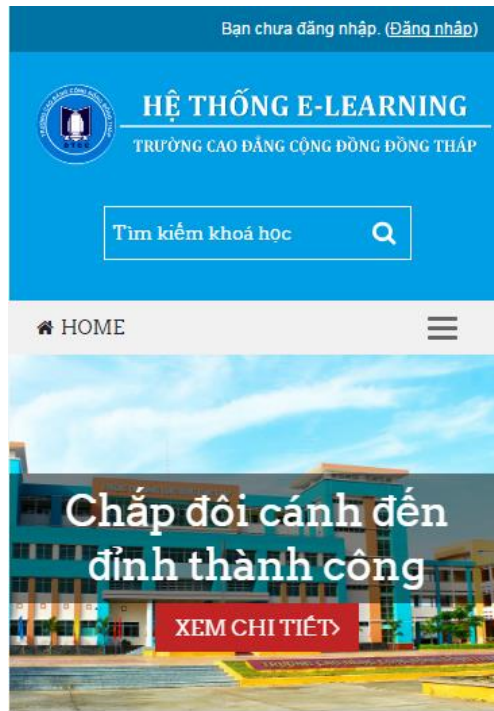 Bạn chưa đăng nhập. (Đăng nhập)
HỆ THỐNG E-LEARNING
TRƯỜNG CAO ĐẲNG CỘNG ĐỒNG ĐỒNG THÁP
Tìm kiếm khoá học
HOME
Chắp đôi cánh đến
đỉnh thành công
XEM CHI TIẾT>